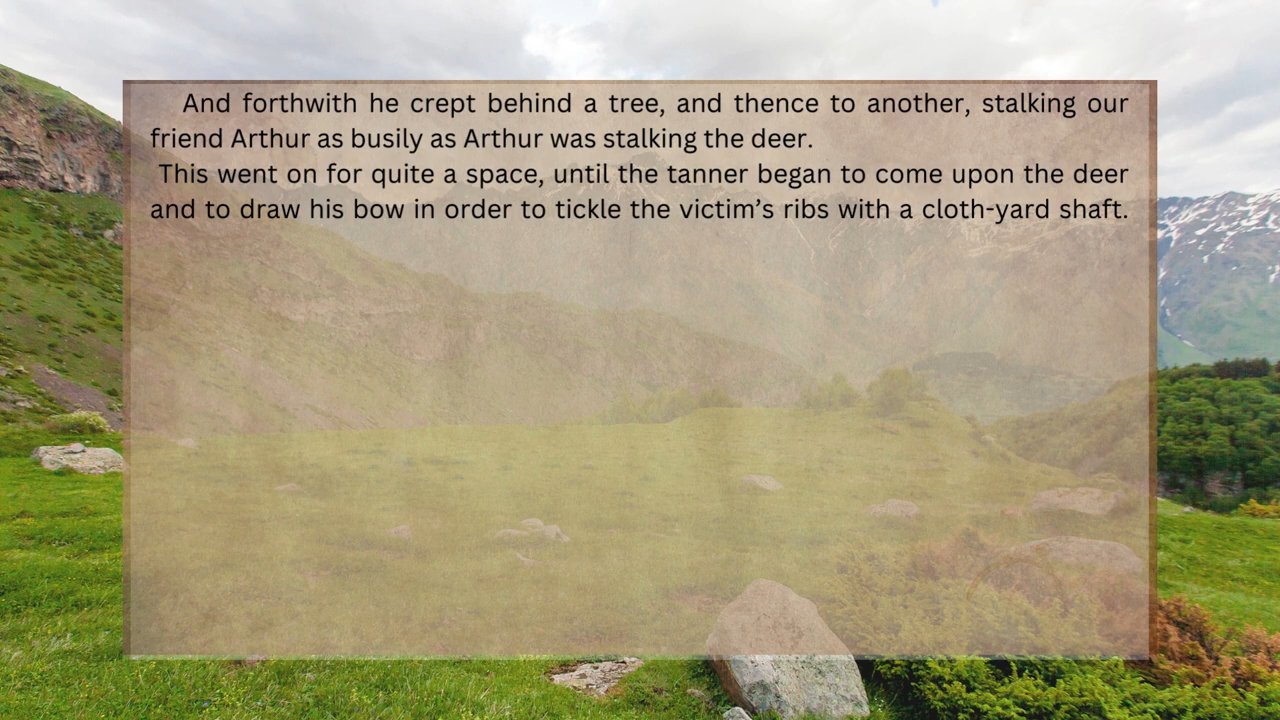 And forthwith he crept behind a tree, and thence to another, stalking our
friend Arthur as busily as Arthur was stalking the deer.
This went on for quite a space, until the tanner began to come upon the deer
and to draw his bow in order to tickle the victim’s ribs with a cloth-yard shaft.